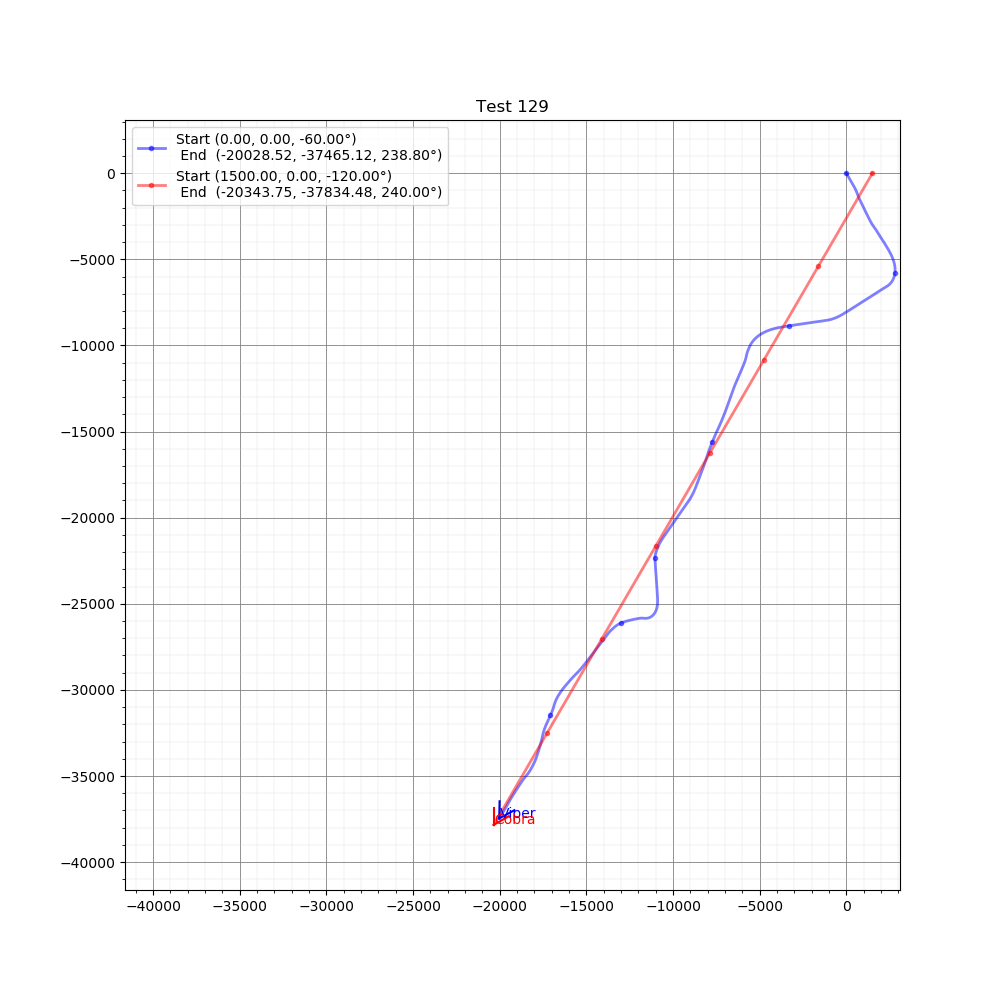 Test 129
Start (0.00, 0.00, -60.00°)
End (-20028.52, -37465.12, 238.80°)
Start (1500.00, 0.00, -120.00°)
End (-20343.75, -37834.48, 240.00°)
0
−5000
−10000
−15000
−20000
−25000
−30000
−35000
−40000
Viper
Cobra
−40000 −35000 −30000 −25000 −20000 −15000 −10000 −5000 0